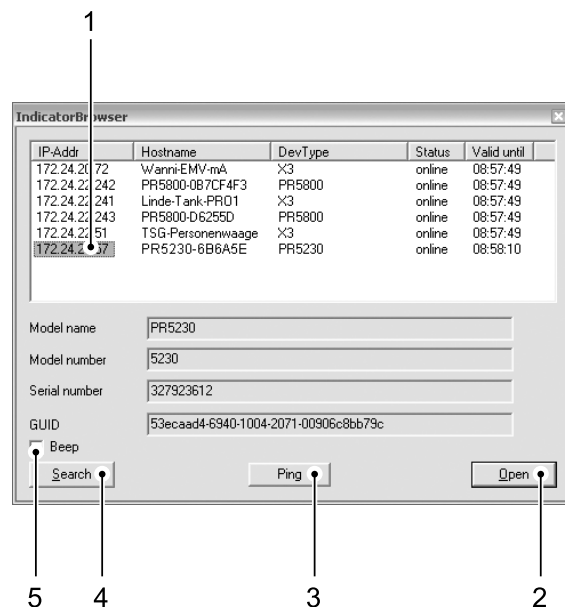 1
IndicatorBrowser
IP-Addr Hostname DevType Status Valid until
Wanni-EMV-mA X3 online 08:57:49
PR5800-0B7CF4F3 PR5800 online 08:57:49
Linde-Tank-PRO1 X3 online 08:57:49
PR5800-D6255D PR5800 online 08:57:49
TSG-Personenwaage X3 online 08:57:49
PR5230-6B6A5E PR5230 online 08:58:10
Model name PR5230
Model number 5230
Serial number 327923612
GUID 53ecaad4-6940-1004-2071-00906c8bb79c
Beep
Search Ping Open
5 4 3 2